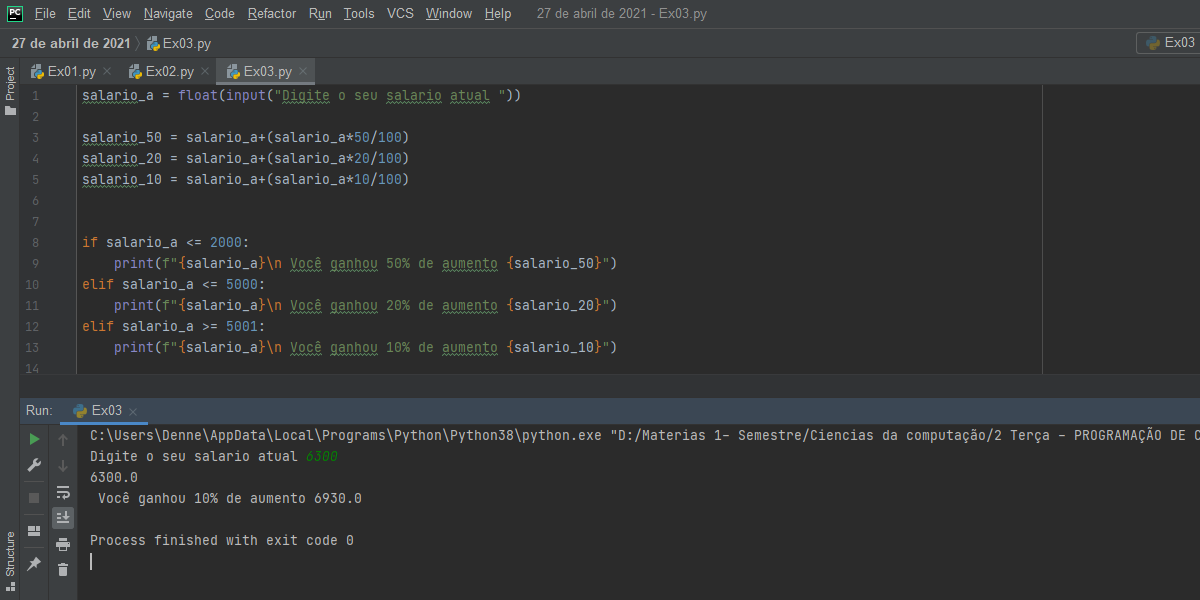 PC File Edit View Navigate Code Refactor Run Tools VCS Window Help 27 de abril de 2021 - Ex03.py
27 de abril de 2021 Ex03.py Ex03
Ex01.py Ex02.py Ex03.py
Project
1 salario_a = float(input("Digite o seu salario atual "))
2
3 salario_50 = salario_a+(salario_a*50/100)
4 salario_20 = salario_a+(salario_a*20/100)
5 salario_10 = salario_a+(salario_a*10/100)
6
7
8 if salario_a <= 2000:
9 print(f"{salario_a}\n Você ganhou 50% de aumento {salario_50}")
10 elif salario_a <= 5000:
11 print(f"{salario_a}\n Você ganhou 20% de aumento {salario_20}")
12 elif salario_a >= 5001:
13 print(f"{salario_a}\n Você ganhou 10% de aumento {salario_10}")
14
Run: Ex03
C:\Users\Denne\AppData\Local\Programs\Python\Python38\python.exe "D:/Materias 1- Semestre/Ciencias da computação/2 Terça - PROGRAMAÇÃO DE C
Digite o seu salario atual 6300
6300.0
Você ganhou 10% de aumento 6930.0
Process finished with exit code 0
Structure